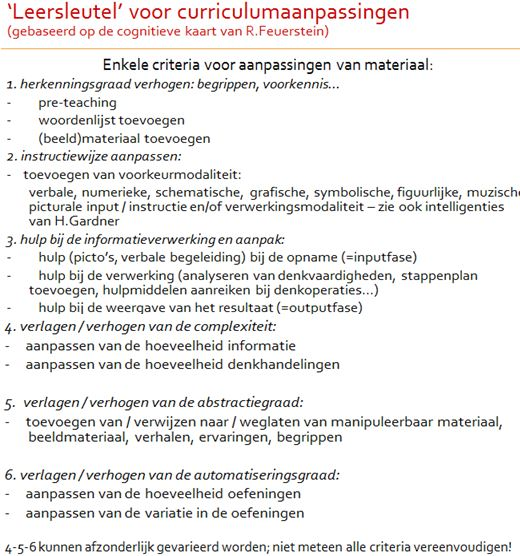 ‘Leersleutel’ voor curriculumaanpassingen
(gebaseerd op de cognitieve kaart van R.Feuerstein)
Enkele criteria voor aanpassingen van materiaal:
1. herkenningsgraad verhogen: begrippen, voorkennis...
- pre-teaching
- woordenlijst toevoegen
- (beeld)materiaal toevoegen
2. instructiewijze aanpassen:
- toevoegen van voorkeurmodaliteit:
verbale, numerieke, schematische, grafische, symbolische, figuurlijke, muzische
picturale input / instructie en/of verwerkingsmodaliteit – zie ook intelligenties
van H.Gardner
3. hulp bij de informatieverwerking en aanpak:
- hulp (picto's, verbale begeleiding) bij de opname (=inputfase)
- hulp bij de verwerking (analyseren van denkvaardigheden, stappenplan
toevoegen, hulpmiddelen aanreiken bij denkoperaties...)
- hulp bij de weergave van het resultaat (=outputfase)
4. verlagen / verhogen van de complexiteit:
- aanpassen van de hoeveelheid informatie
- aanpassen van de hoeveelheid denkhandelingen
5. verlagen / verhogen van de abstractiegraad:
- toevoegen van / verwijzen naar / weglaten van manipuleerbaar materiaal,
beeldmateriaal, verhalen, ervaringen, begrippen
6. verlagen / verhogen van de automatiseringsgraad:
- aanpassen van de hoeveelheid oefeningen
- aanpassen van de variatie in de oefeningen
4-5-6 kunnen afzonderlijk gevarieerd worden; niet meteen alle criteria vereenvoudigen!